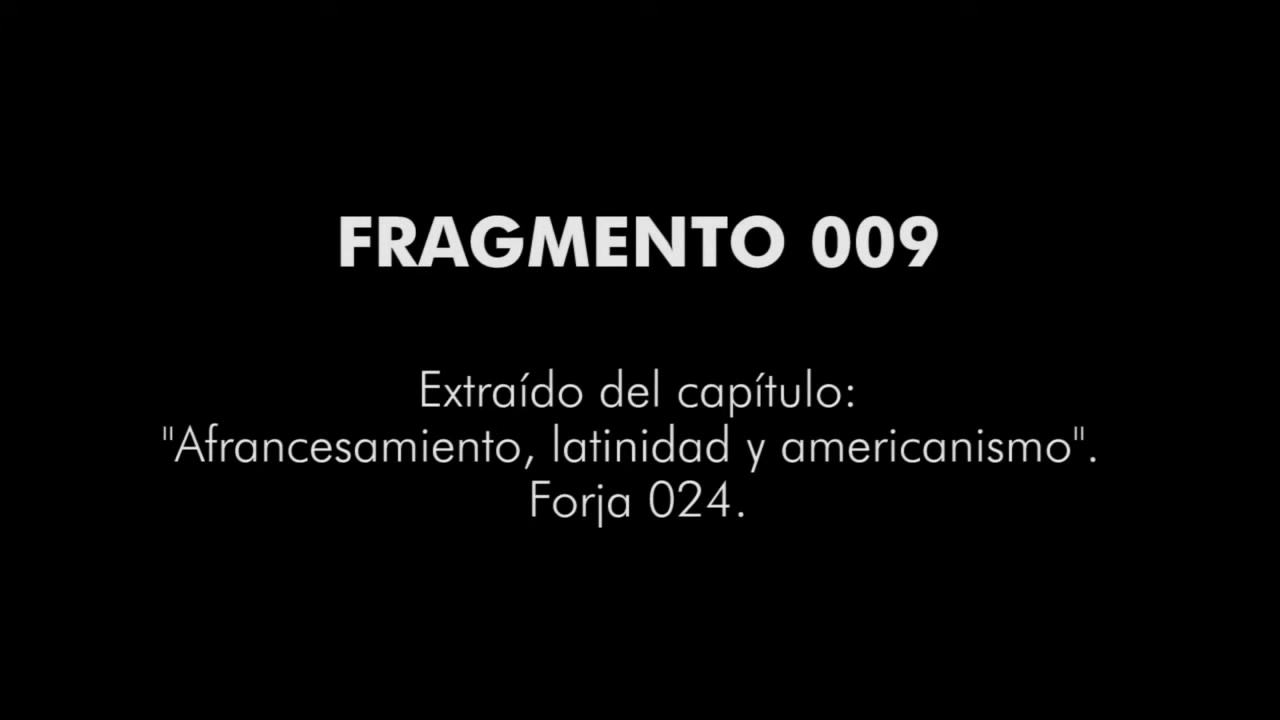 FRAGMENTO 009
Extraído del capítulo:
"Afrancesamiento, latinidad y americanismo".
Forja 024.